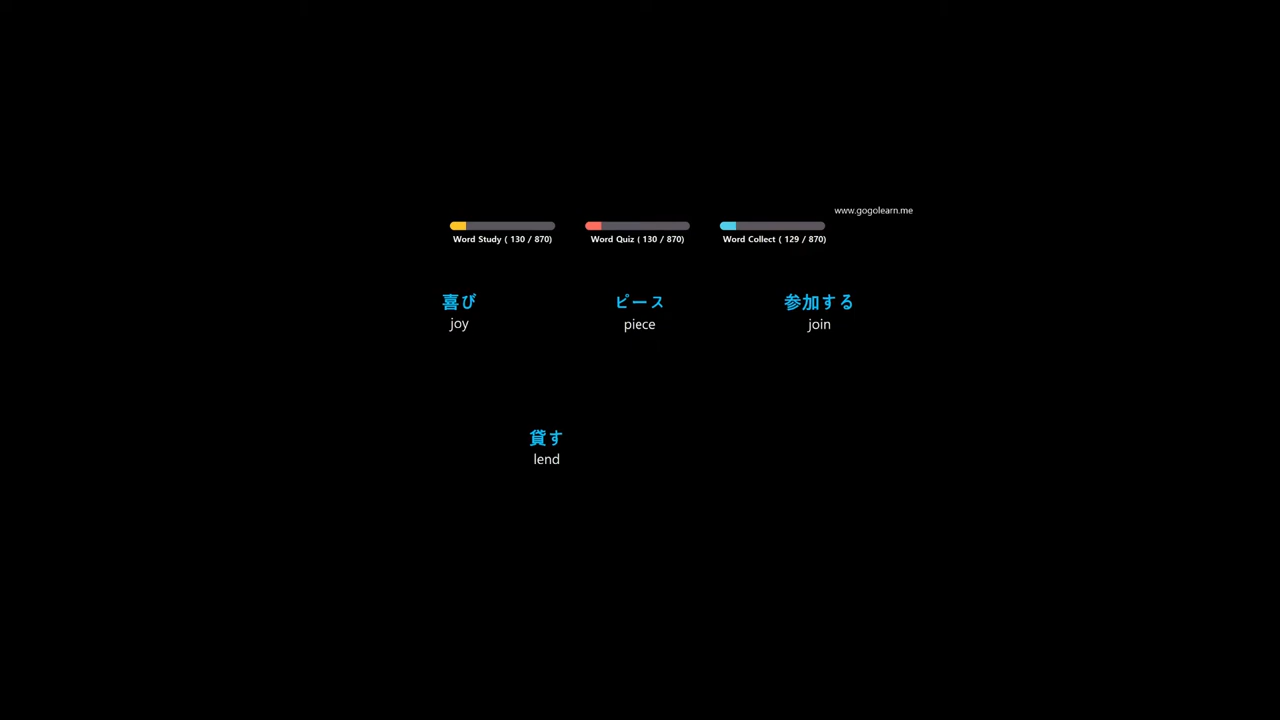 www.gogolearn.me
Word Study ( 130 / 870)
Word Quiz ( 130 / 870)
Word Collect ( 129 / 870)
喜び
joy
ピース
piece
参加する
join
貸す
lend